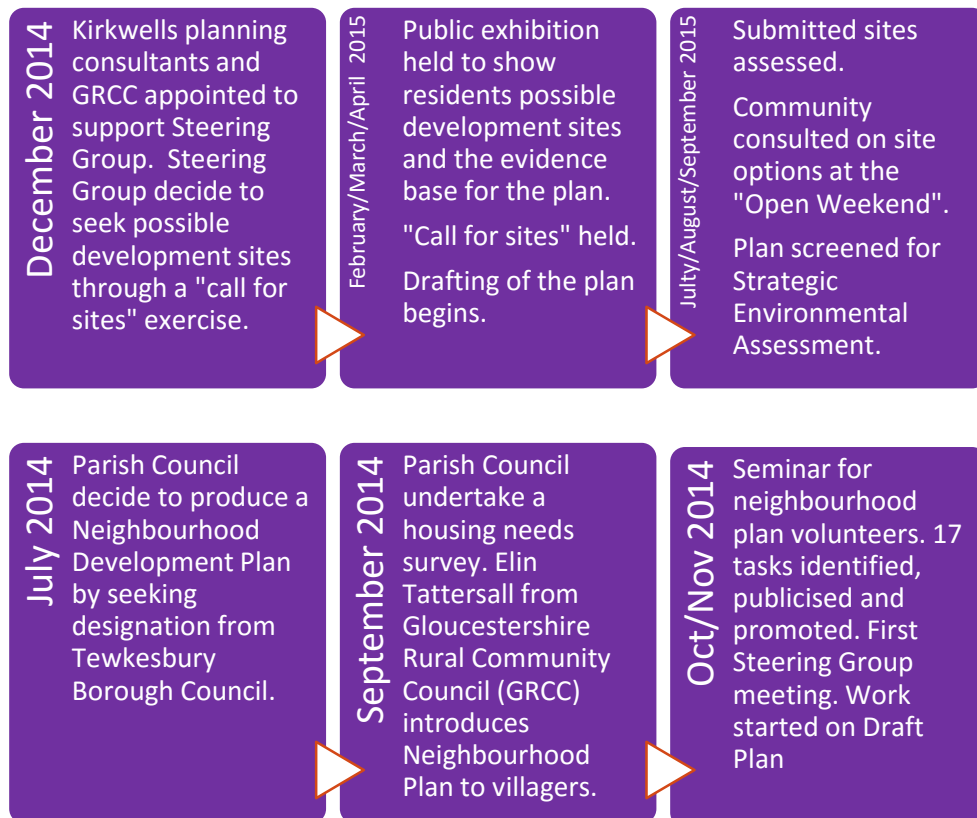 December 2014
Kirkwells planning
consultants and
GRCC appointed to
support Steering
Group. Steering
Group decide to
seek possible
development sites
through a "call for
sites" exercise.
February/March/April 2015
Public exhibition
held to show
residents possible
development sites
and the evidence
base for the plan.
"Call for sites" held.
Drafting of the plan
begins.
Julty/August/September 2015
Submitted sites
assessed.
Community
consulted on site
options at the
"Open Weekend".
Plan screened for
Strategic
Environmental
Assessment.
July 2014
Parish Council
decide to produce a
Neighbourhood
Development Plan
by seeking
designation from
Tewkesbury
Borough Council.
September 2014
Parish Council
undertake a
housing needs
survey. Elin
Tattersall from
Gloucestershire
Rural Community
Council (GRCC)
introduces
Neighbourhood
Plan to villagers.
Oct/Nov 2014
Seminar for
neighbourhood
plan volunteers. 17
tasks identified,
publicised and
promoted. First
Steering Group
meeting. Work
started on Draft
Plan